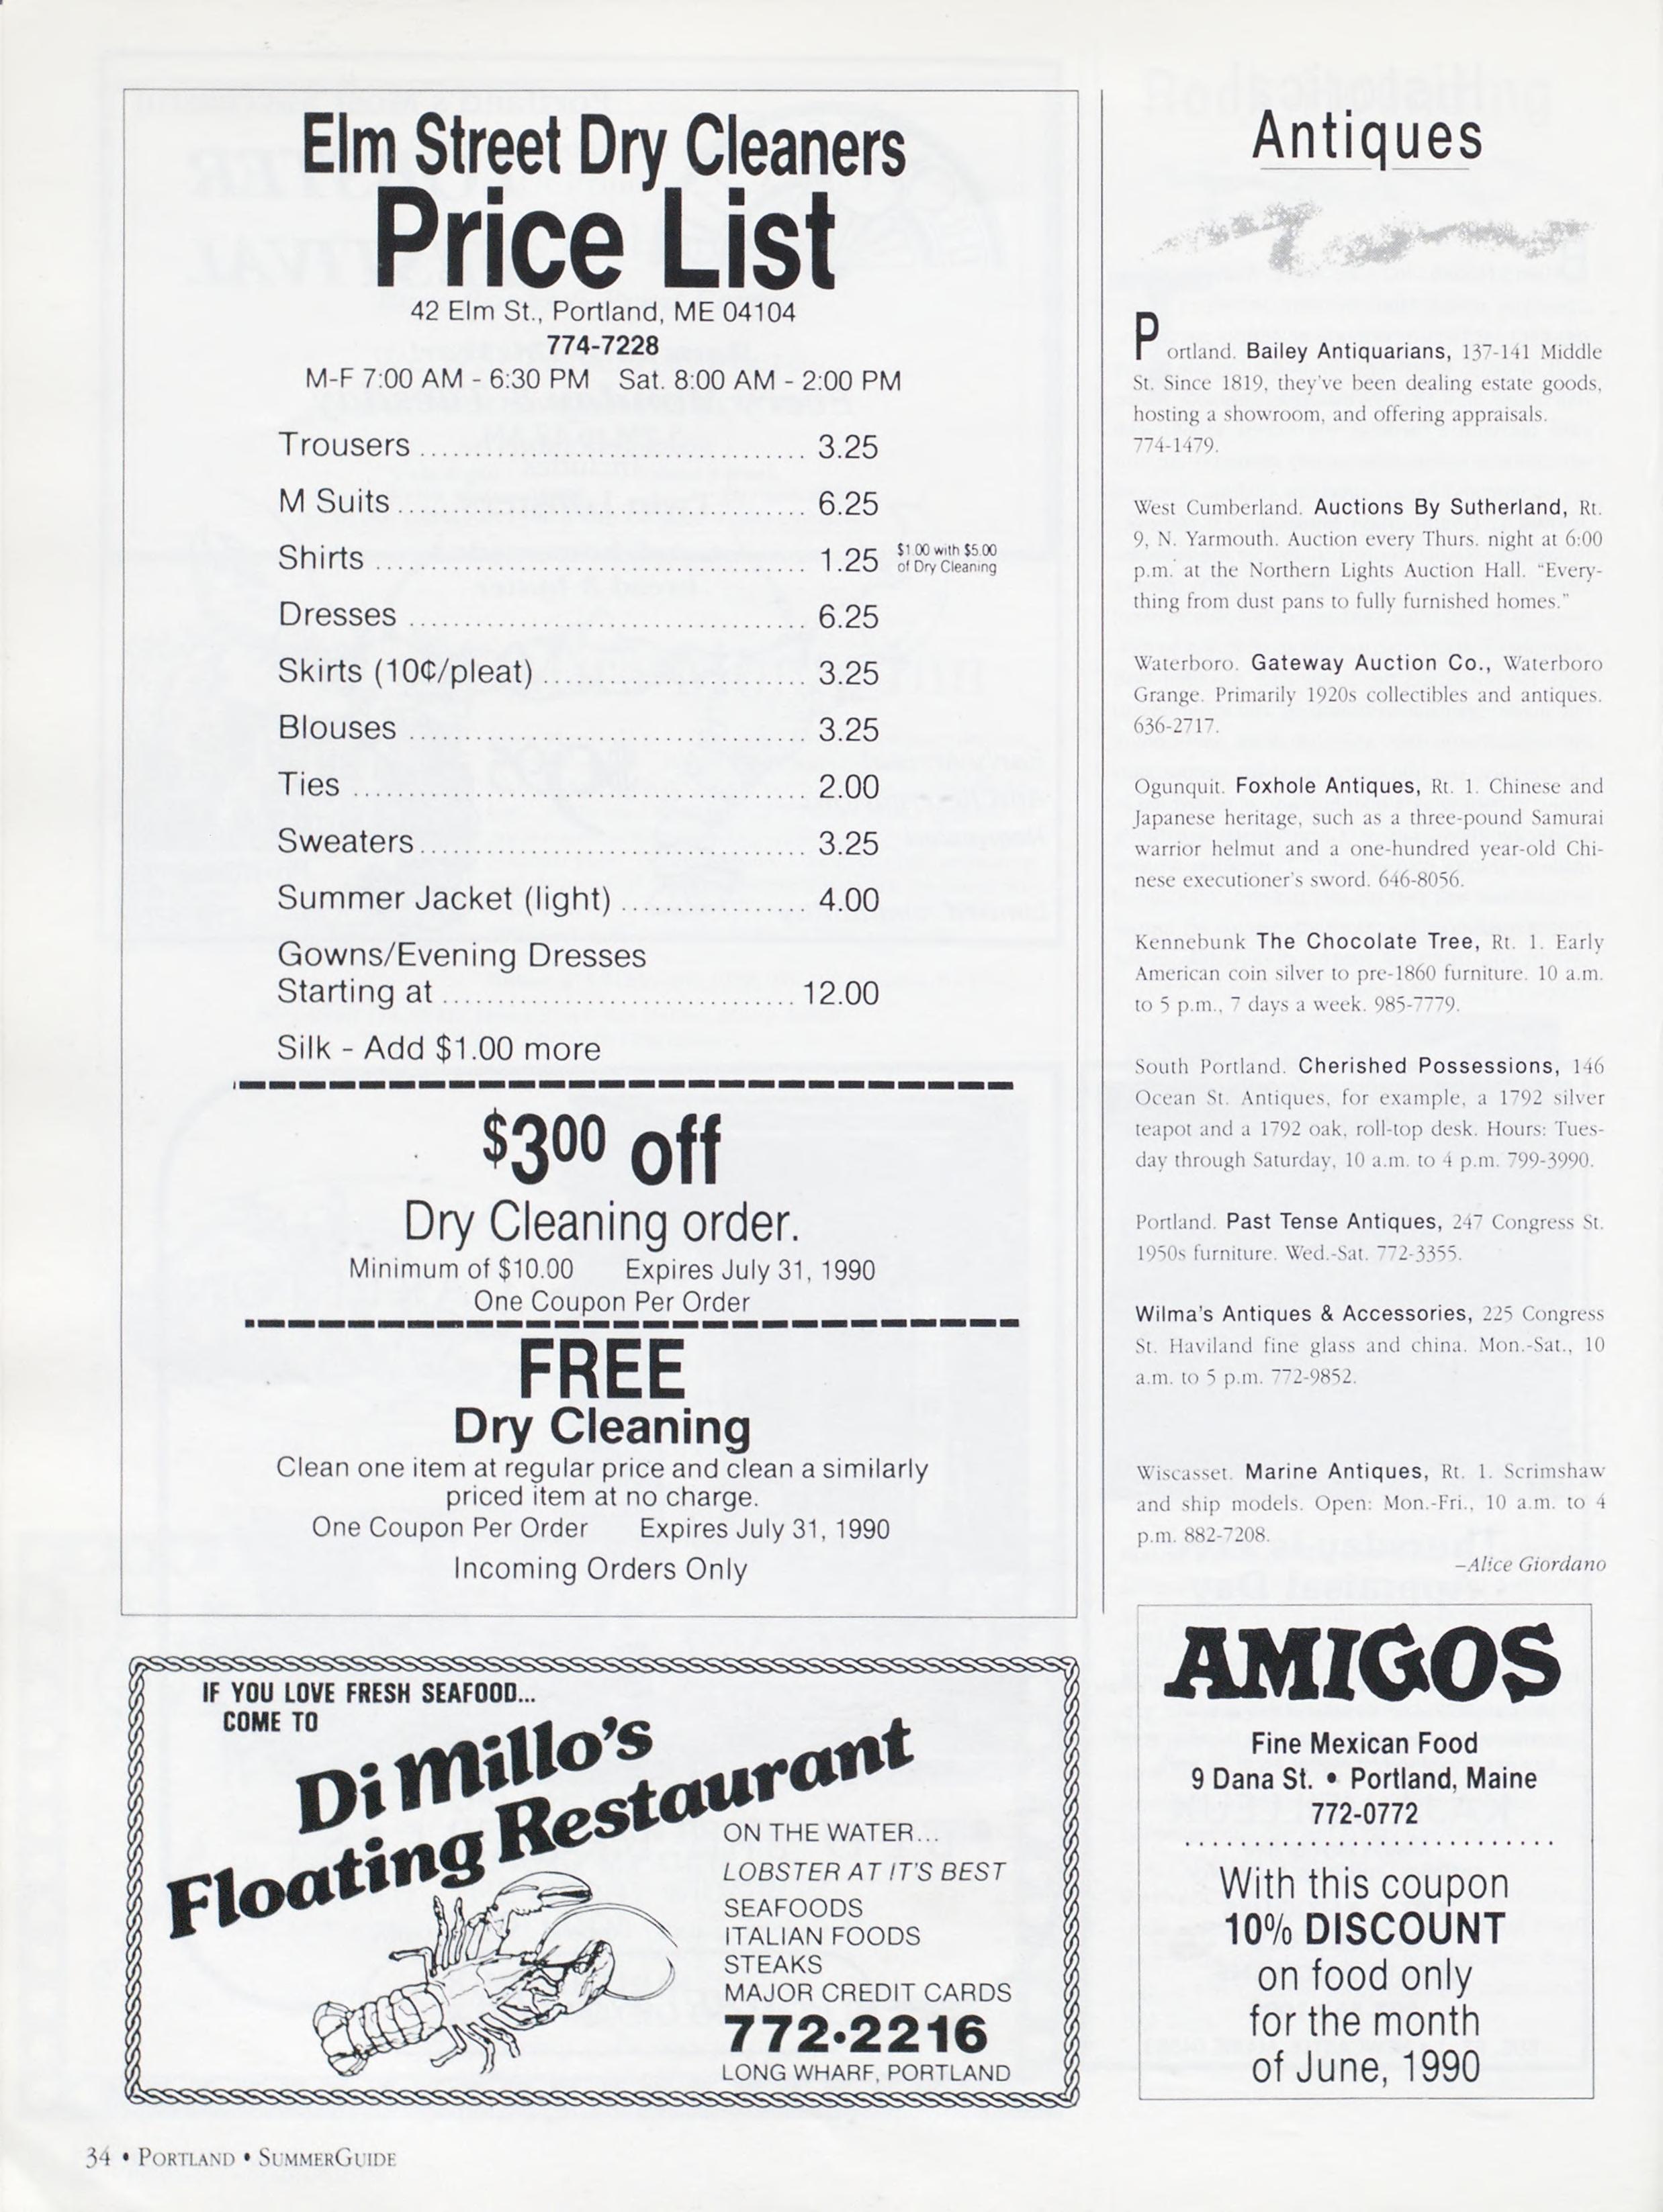 Elm Street Dry Cleaners
Price List
42 Elm St., Portland, ME 04104
774-7228
M-F 7:00 AM - 6:30 PM Sat. 8:00 AM - 2:00 PM
Trousers ................................... 3.25
M Suits ..................................... 6.25
Shirts ....................................... 1.25 $1.00 with $5.00
of Dry Cleaning
Dresses .................................... 6.25
Skirts (10¢/pleat) ........................ 3.25
Blouses .................................... 3.25
Ties ......................................... 2.00
Sweaters ................................... 3.25
Summer Jacket (light) ................. 4.00
Gowns/Evening Dresses
Starting at ................................ 12.00
Silk - Add $1.00 more
$3.00 off
Dry Cleaning order.
Minimum of $10.00 Expires July 31, 1990
One Coupon Per Order
FREE
Dry Cleaning
Clean one item at regular price and clean a similarly
priced item at no charge.
One Coupon Per Order Expires July 31, 1990
Incoming Orders Only
IF YOU LOVE FRESH SEAFOOD...
COME TO
DiMillo's
Floating Restaurant
ON THE WATER...
LOBSTER AT IT'S BEST
SEAFOODS
ITALIAN FOODS
STEAKS
MAJOR CREDIT CARDS
772•2216
LONG WHARF, PORTLAND
Antiques
Portland. Bailey Antiquarians, 137-141 Middle
St. Since 1819, they've been dealing estate goods,
hosting a showroom, and offering appraisals.
774-1479.
West Cumberland. Auctions By Sutherland, Rt.
9, N. Yarmouth. Auction every Thurs. night at 6:00
p.m. at the Northern Lights Auction Hall. "Every-
thing from dust pans to fully furnished homes."
Waterboro. Gateway Auction Co., Waterboro
Grange. Primarily 1920s collectibles and antiques.
636-2717.
Ogunquit. Foxhole Antiques, Rt. 1. Chinese and
Japanese heritage, such as a three-pound Samurai
warrior helmut and a one-hundred year-old Chi-
nese executioner's sword. 646-8056.
Kennebunk The Chocolate Tree, Rt. 1. Early
American coin silver to pre-1860 furniture. 10 a.m.
to 5 p.m., 7 days a week. 985-7779.
South Portland. Cherished Possessions, 146
Ocean St. Antiques, for example, a 1792 silver
teapot and a 1792 oak, roll-top desk. Hours: Tues-
day through Saturday, 10 a.m. to 4 p.m. 799-3990.
Portland. Past Tense Antiques, 247 Congress St.
1950s furniture. Wed.-Sat. 772-3355.
Wilma's Antiques & Accessories, 225 Congress
St. Haviland fine glass and china. Mon.-Sat., 10
a.m. to 5 p.m. 772-9852.
Wiscasset. Marine Antiques, Rt. 1. Scrimshaw
and ship models. Open: Mon.-Fri., 10 a.m. to 4
p.m. 882-7208.
–Alice Giordano
AMIGOS
Fine Mexican Food
9 Dana St. • Portland, Maine
772-0772
With this coupon
10% DISCOUNT
on food only
for the month
of June, 1990
34 • PORTLAND • SUMMERGUIDE